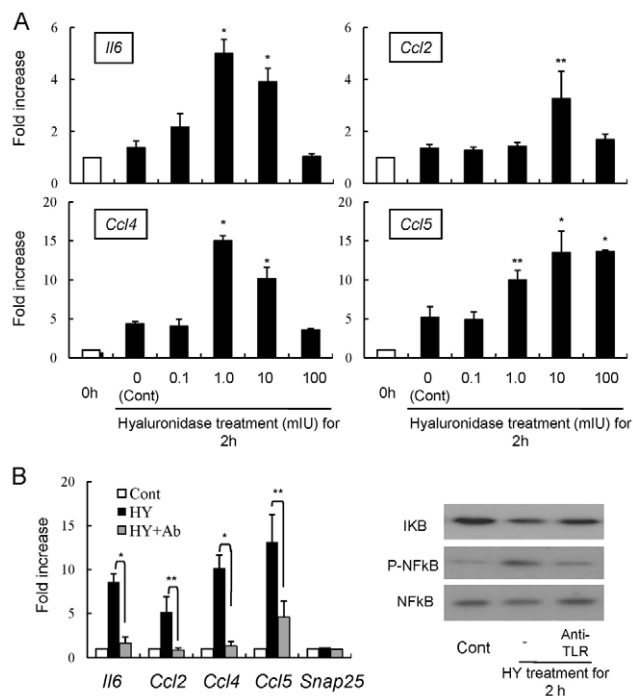 A
Il6
Ccl2
Fold increase
6
4
2
0
*
*
6
4
2
0
**
Ccl4
Ccl5
Fold increase
20
15
10
5
0
*
*
20
15
10
5
0
**
*
*
0h
0
(Cont)
0.1
1.0
10
100
Hyaluronidase treatment (mIU) for
2h
0h
0
(Cont)
0.1
1.0
10
100
Hyaluronidase treatment (mIU) for
2h
B
Fold increase
20
15
10
5
0
Cont
HY
HY+Ab
*
**
*
**
Il6 Ccl2 Ccl4 Ccl5 Snap25
IKB
P-NFkB
NFkB
Cont
-
Anti-
TLR
HY treatment for
2 h